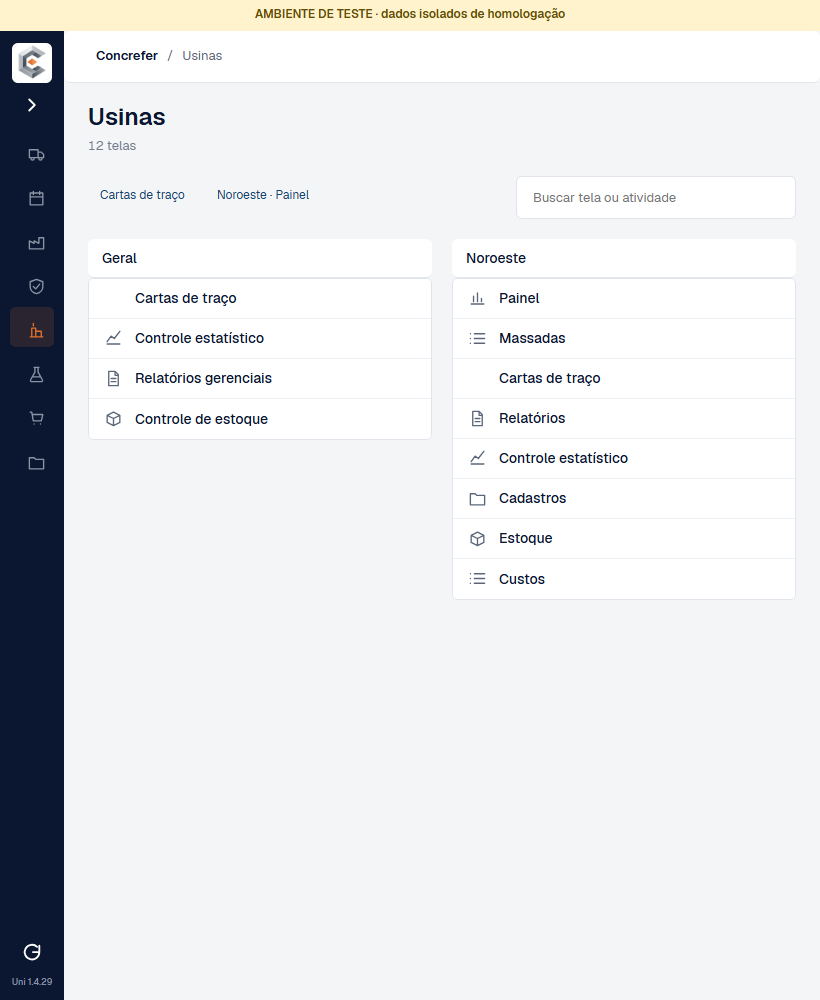 AMBIENTE DE TESTE · dados isolados de homologação
Concrefer / Usinas
Usinas
12 telas
Cartas de traço
Noroeste · Painel
Buscar tela ou atividade
Geral
Cartas de traço
Controle estatístico
Relatórios gerenciais
Controle de estoque
Noroeste
Painel
Massadas
Cartas de traço
Relatórios
Controle estatístico
Cadastros
Estoque
Custos
Uni 1.4.29